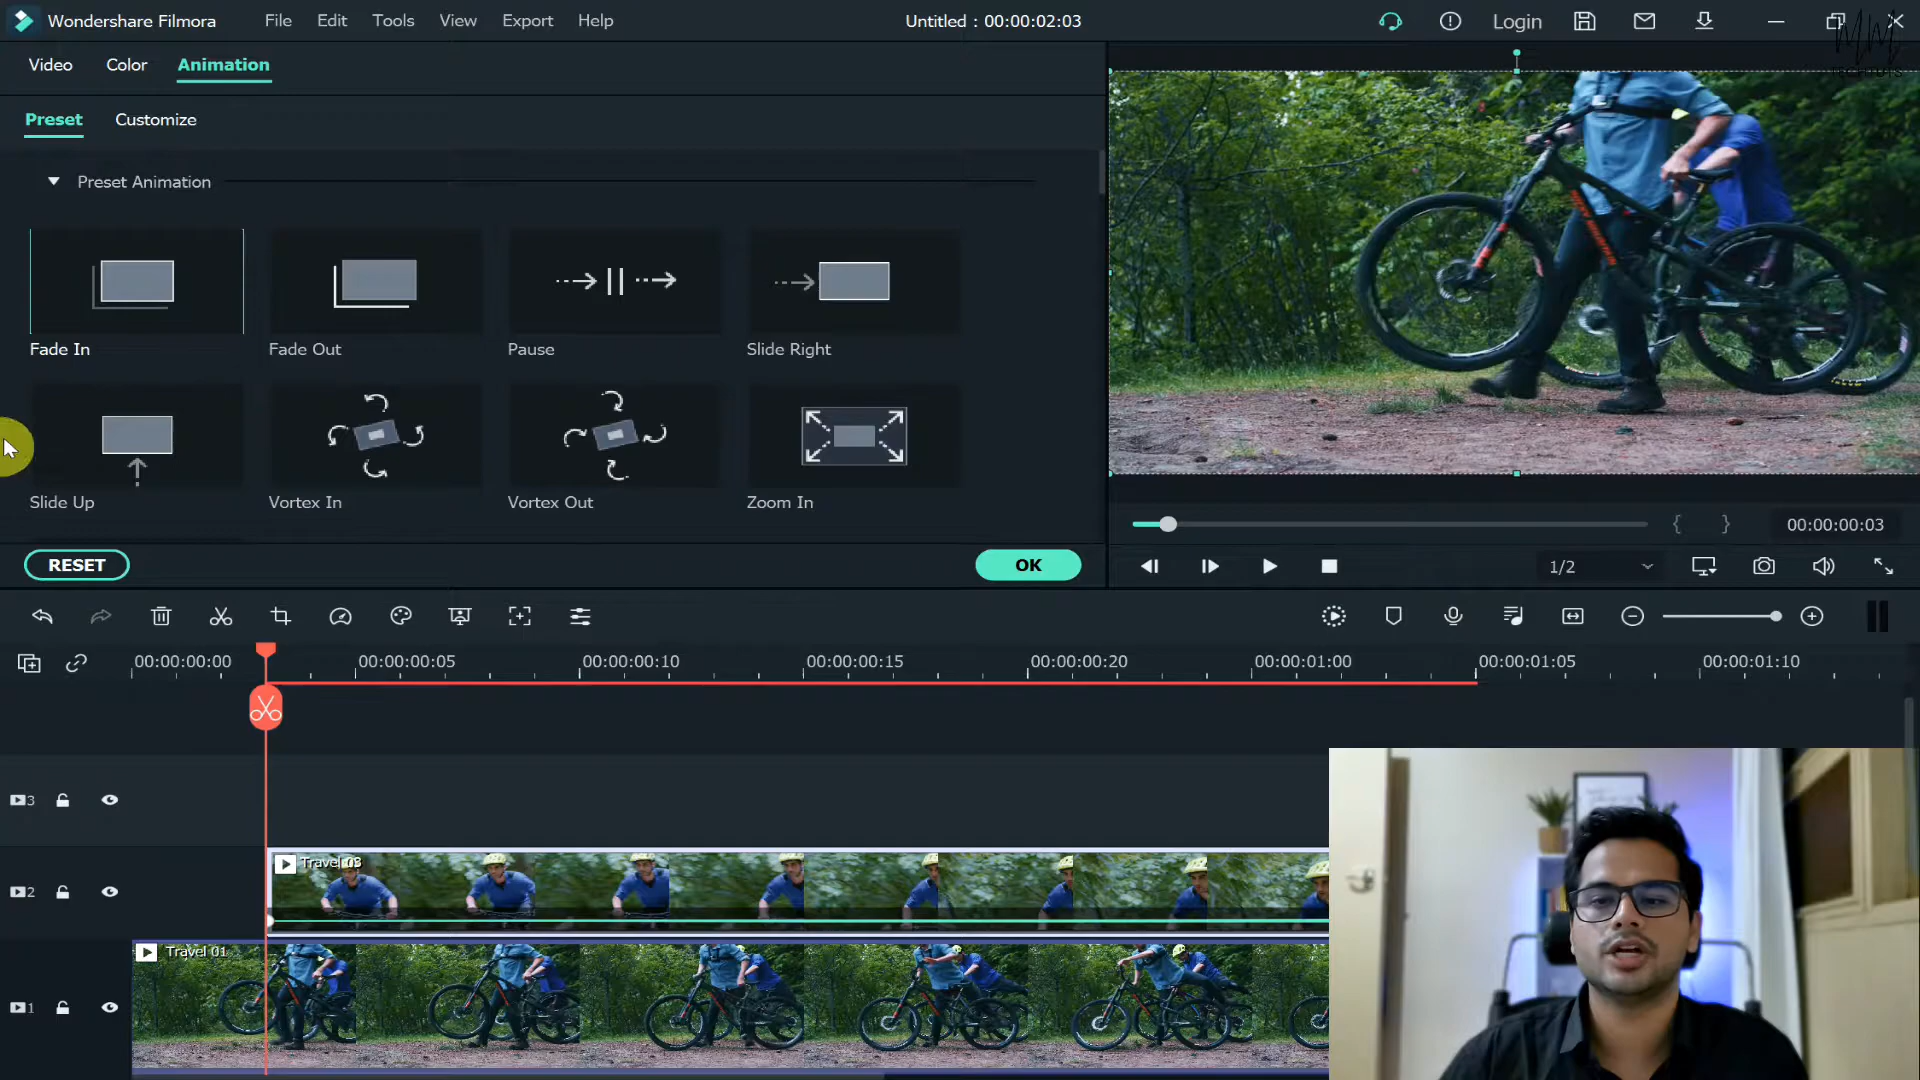 Wondershare Filmora
File
Edit
Tools
View
Export
Help
Untitled : 00:00:02:03
Login
Video
Color
Animation
Preset
Customize
Preset Animation
Fade In
Fade Out
Pause
Slide Right
Slide Up
Vortex In
Vortex Out
Zoom In
RESET
OK
{ }
00:00:00:03
1/2
00:00:00:00
00:00:00:05
00:00:00:10
00:00:00:15
00:00:00:20
00:00:01:00
00:00:01:05
00:00:01:10
3
Travel 03
2
Travel 01
1